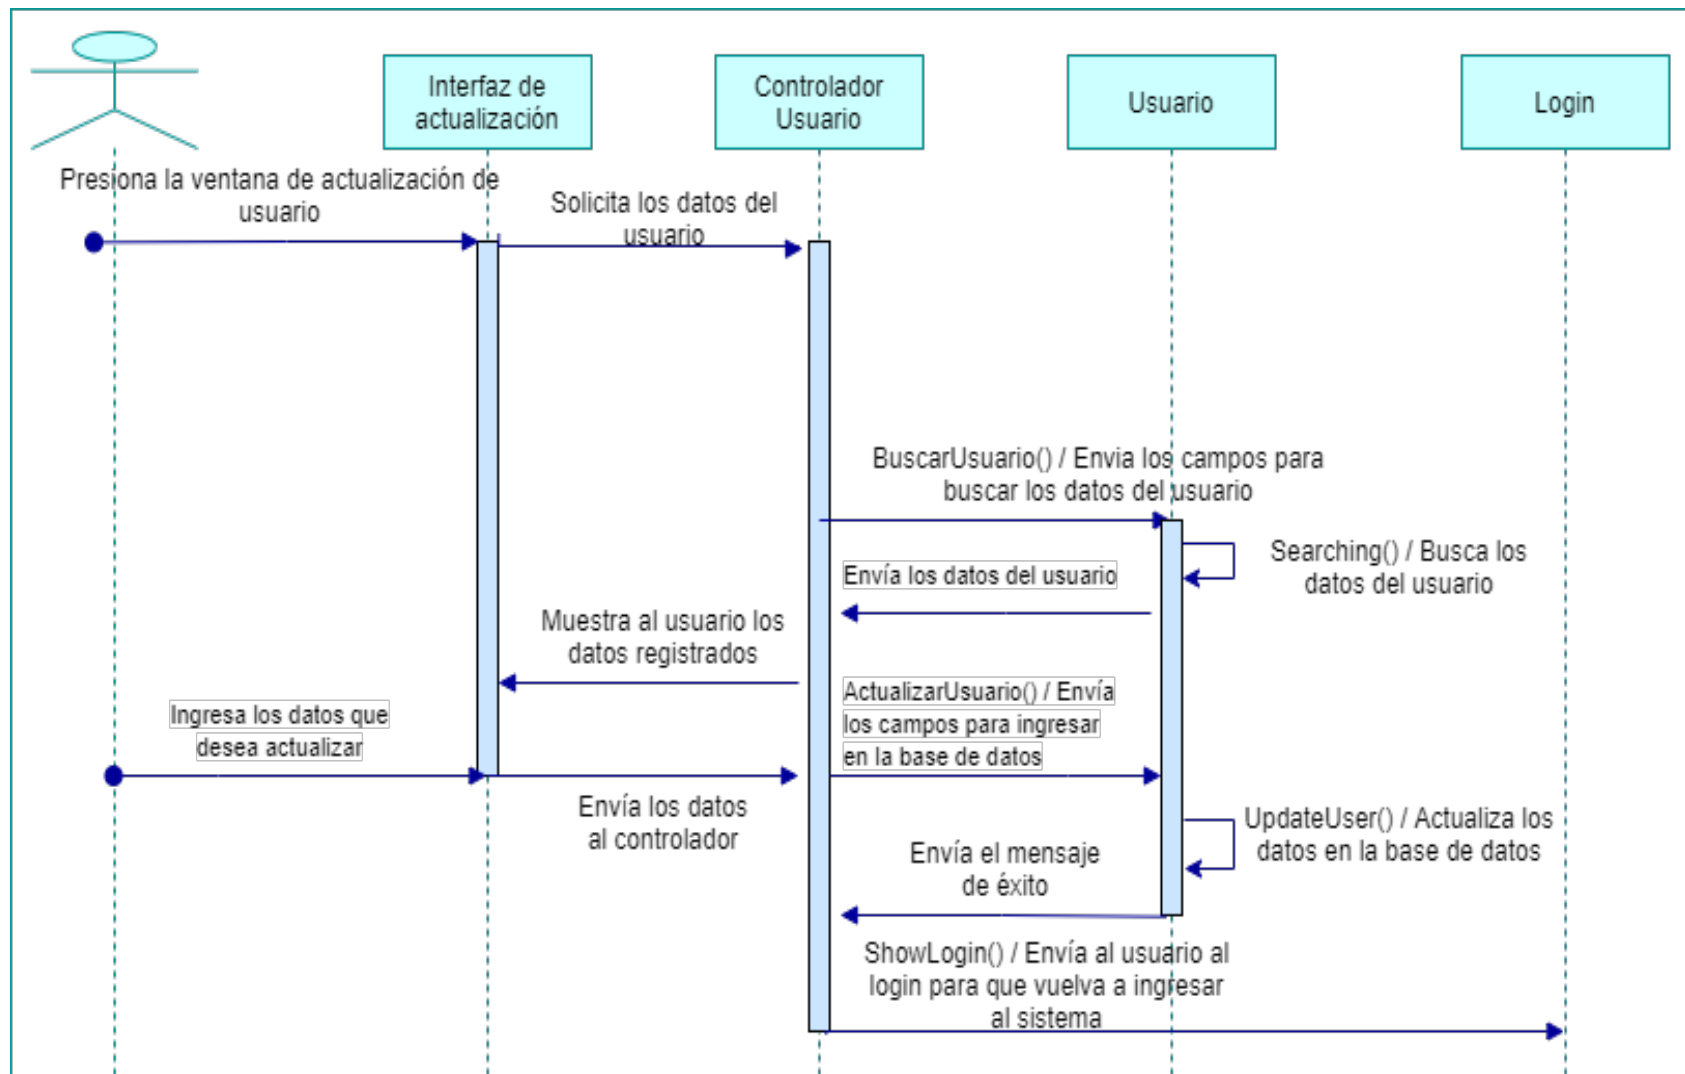 Interfaz de
actualización
Controlador
Usuario
Usuario
Login
Presiona la ventana de actualización de
usuario
Solicita los datos del
usuario
BuscarUsuario() / Envia los campos para
buscar los datos del usuario
Searching() / Busca los
datos del usuario
Envía los datos del usuario
Muestra al usuario los
datos registrados
Ingresa los datos que
desea actualizar
ActualizarUsuario() / Envía
los campos para ingresar
en la base de datos
Envía los datos
al controlador
UpdateUser() / Actualiza los
datos en la base de datos
Envía el mensaje
de éxito
ShowLogin() / Envía al usuario al
login para que vuelva a ingresar
al sistema